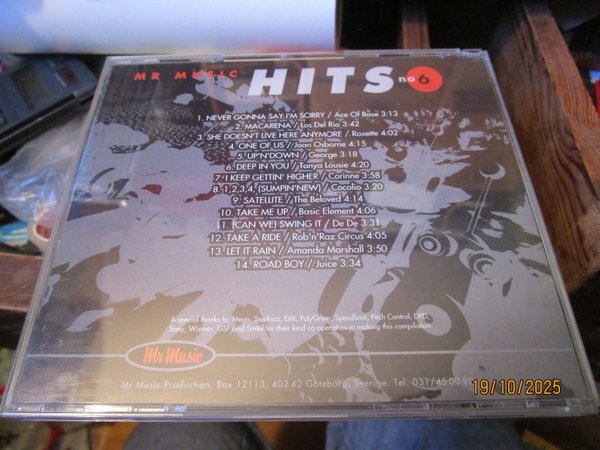 MR MUSIC HITS no 6
1. NEVER GONNA SAY I'M SORRY / Ace Of Base 3:13
2. MACARENA / Los Del Rio 3:42
3. SHE DOESN'T LIVE HERE ANYMORE / Roxette 4:02
4. ONE OF US / Joan Osborne 4:15
5. UP'N'DOWN / George 3:18
6. DEEP IN YOU / Tanya Lousie 4:20
7. I KEEP GETTIN' HIGHER / Corinne 3:58
8. 1,2,3,4, (SUMPIN'NEW) / Cocolio 3:20
9. SATELLITE / The Beloved 4:14
10. TAKE ME UP / Basic Element 4:06
11. (CAN WE) SWING IT / De De 3:31
12. TAKE A RIDE / Rob'n'Raz Circus 4:05
13. LET IT RAIN / Amanda Marshall 3:50
14. ROAD BOY / Juice 3:34
A special thanks to: Mega, Scandisco, EMI, PolyGram, Speedlimit, Pitch Control, DPD,
Sony, Warner, GSF and Strike for their kind co-operation in making this compilation
Mr Music
Mr Music Production, Box 12113, 402 42 Göteborg, Sverige. Tel. 031/45 00
19/10/2025